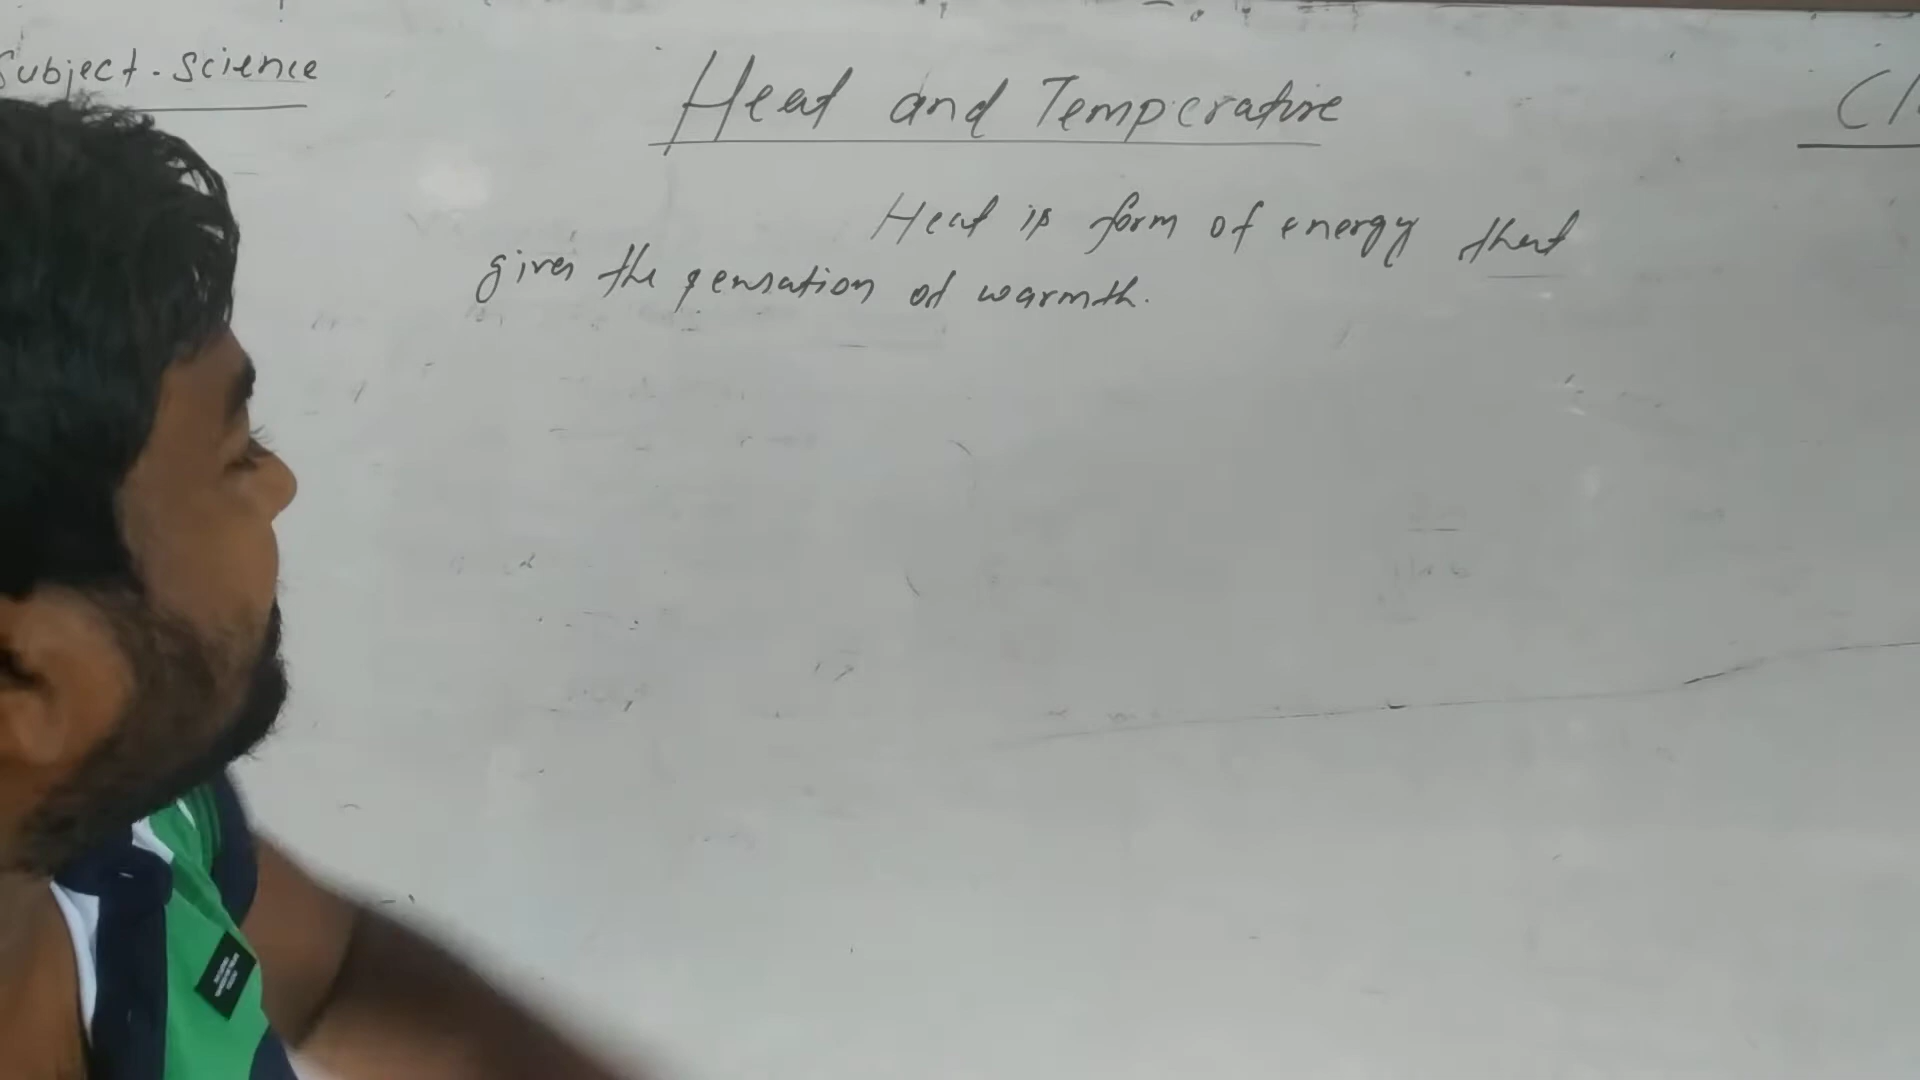 Subject - Science
Heat and Temperature
Heat is form of energy that
gives the sensation of warmth.